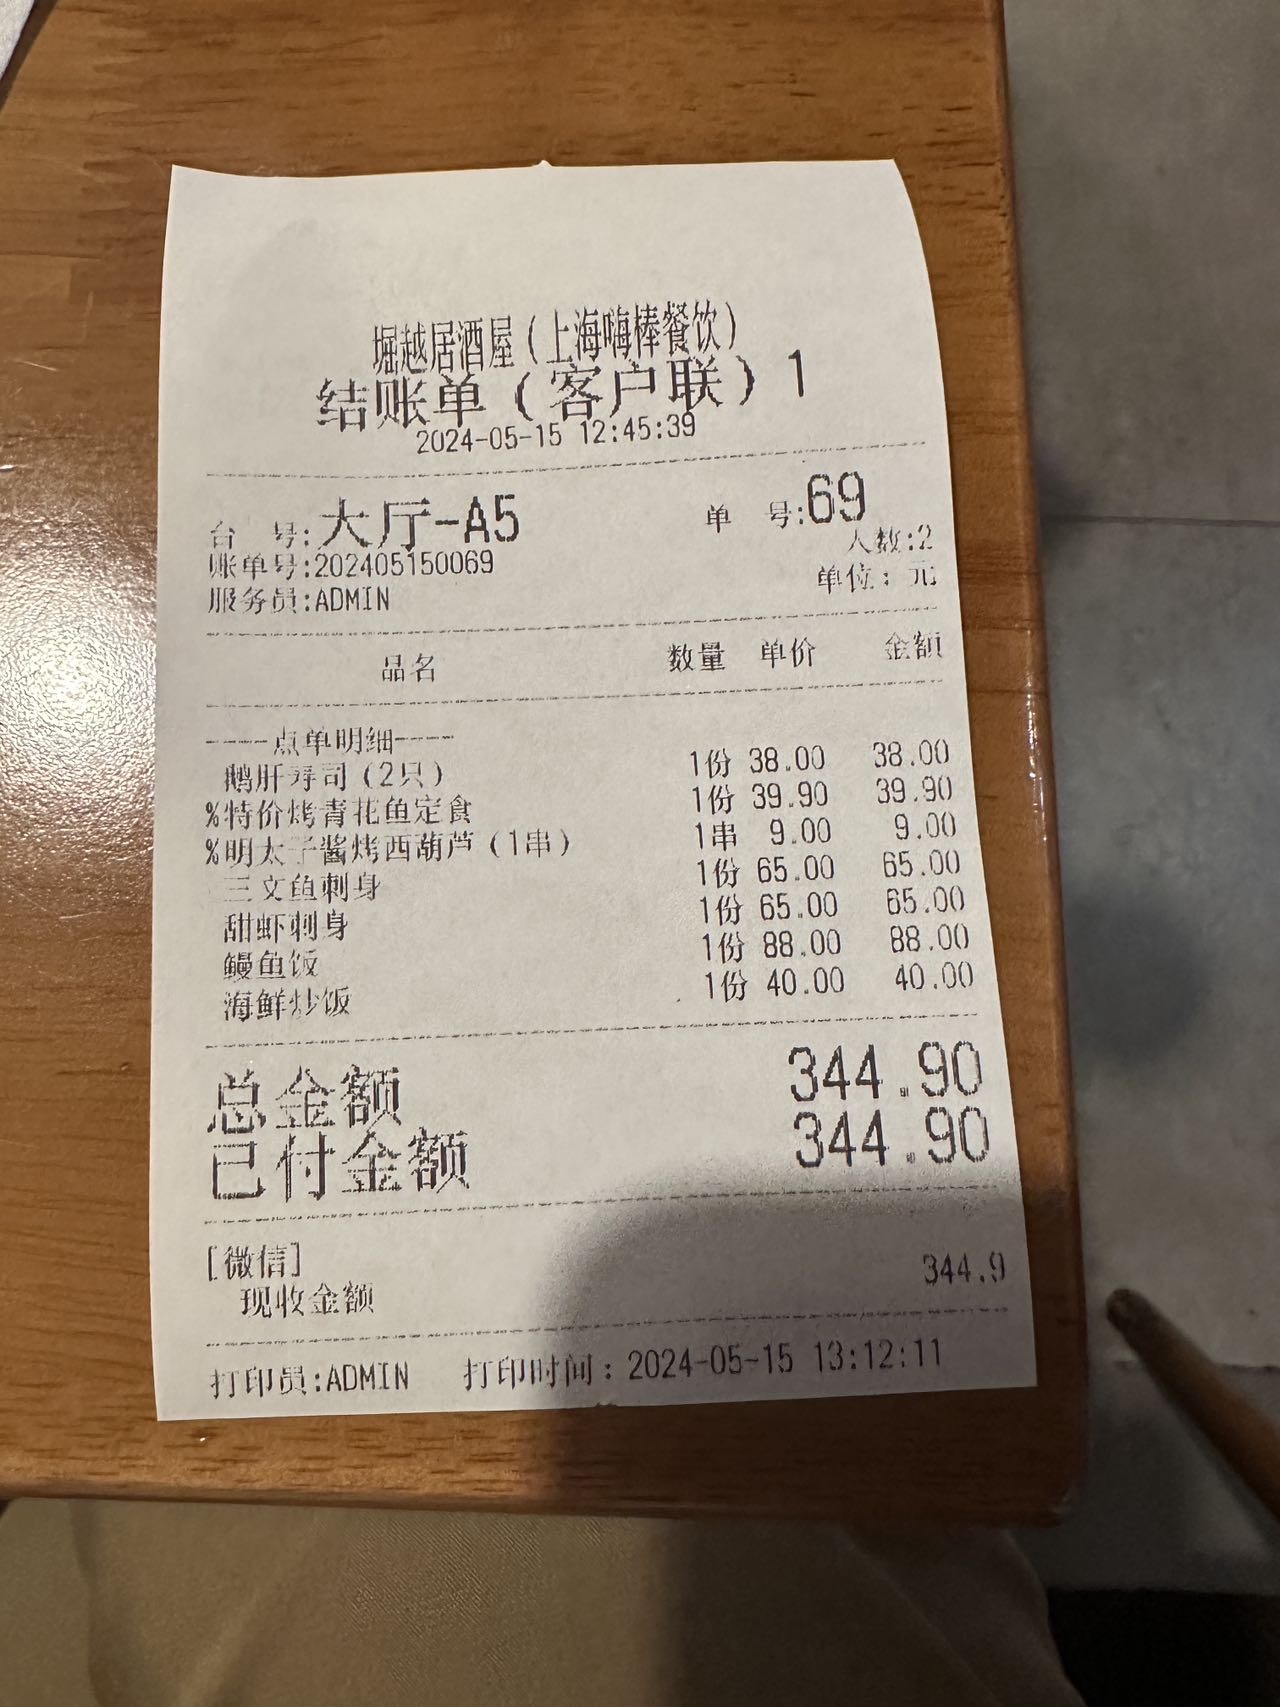 堀越居酒屋(上海嗨棒餐饮)
结账单(客户联)1
2024-05-15 12:45:39
台 号:大厅-A5 单 号:69
人数:2
账单号:202405150069
单位:元
服务员:ADMIN
品名 数量 单价 金额
----点单明细----
鹅肝寿司(2只) 1份 38.00 38.00
%特价烤青花鱼定食 1份 39.90 39.90
%明太子酱烤西葫芦(1串) 1串 9.00 9.00
三文鱼刺身 1份 65.00 65.00
甜虾刺身 1份 65.00 65.00
鳗鱼饭 1份 88.00 88.00
海鲜炒饭 1份 40.00 40.00
总金额 344.90
已付金额 344.90
[微信]
现收金额 344.9
打印员:ADMIN 打印时间:2024-05-15 13:12:11